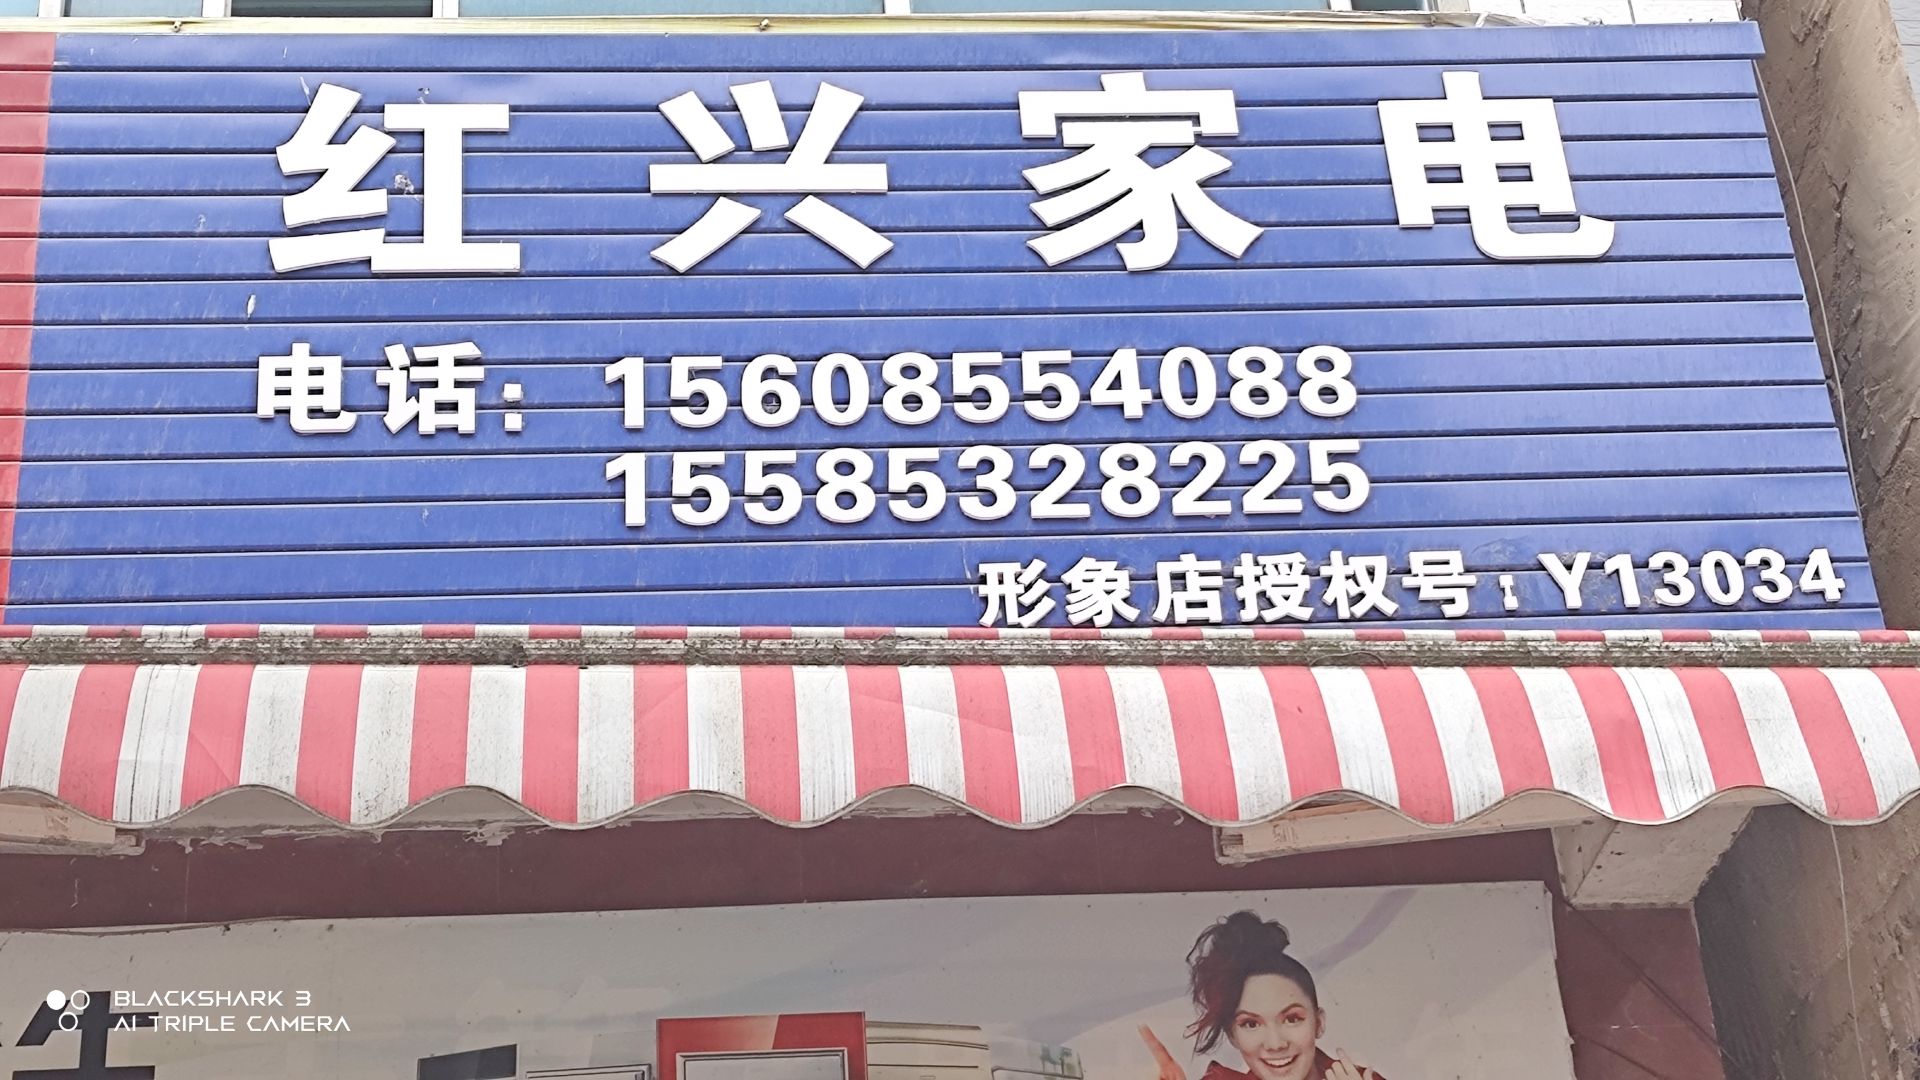 红兴家电
电话：15608554088
15585328225
形象店授权号：Y13034
BLACKSHARK 3
AI TRIPLE CAMERA